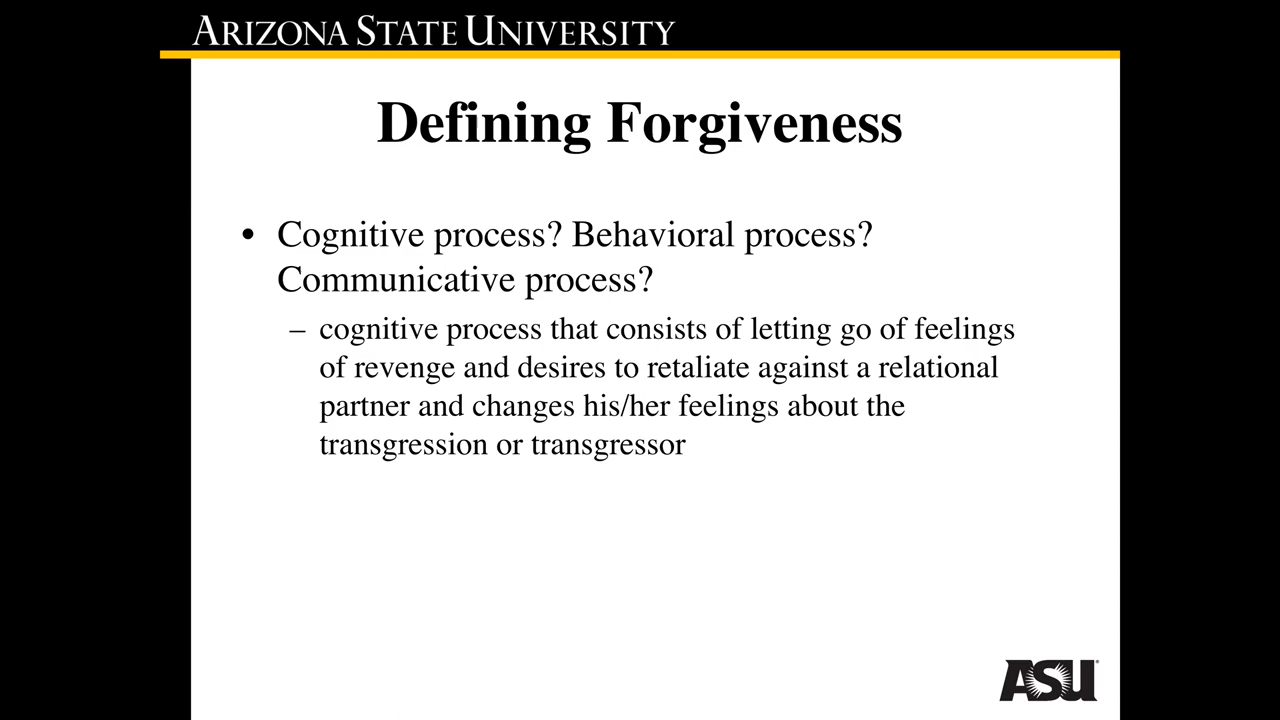 ARIZONA STATE UNIVERSITY
Defining Forgiveness
• Cognitive process? Behavioral process?
Communicative process?
– cognitive process that consists of letting go of feelings
of revenge and desires to retaliate against a relational
partner and changes his/her feelings about the
transgression or transgressor
ASU